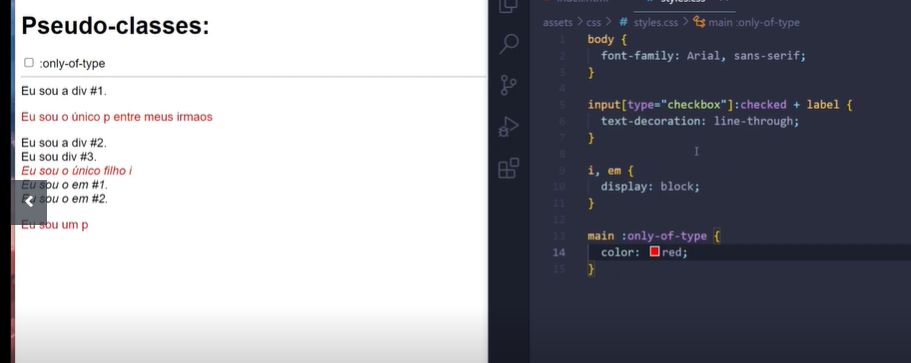 Pseudo-classes:
:only-of-type
Eu sou a div #1.
Eu sou o único p entre meus irmaos
Eu sou a div #2.
Eu sou div #3.
Eu sou o único filho i
Eu sou o em #1.
Eu sou o em #2.
Eu sou um p
styles.css
assets > css > # styles.css > main :only-of-type
1 body {
2 font-family: Arial, sans-serif;
3 }
4
5 input[type="checkbox"]:checked + label {
6 text-decoration: line-through;
7 }
8
9 i, em {
10 display: block;
11 }
12
13 main :only-of-type {
14 color: red;
15 }